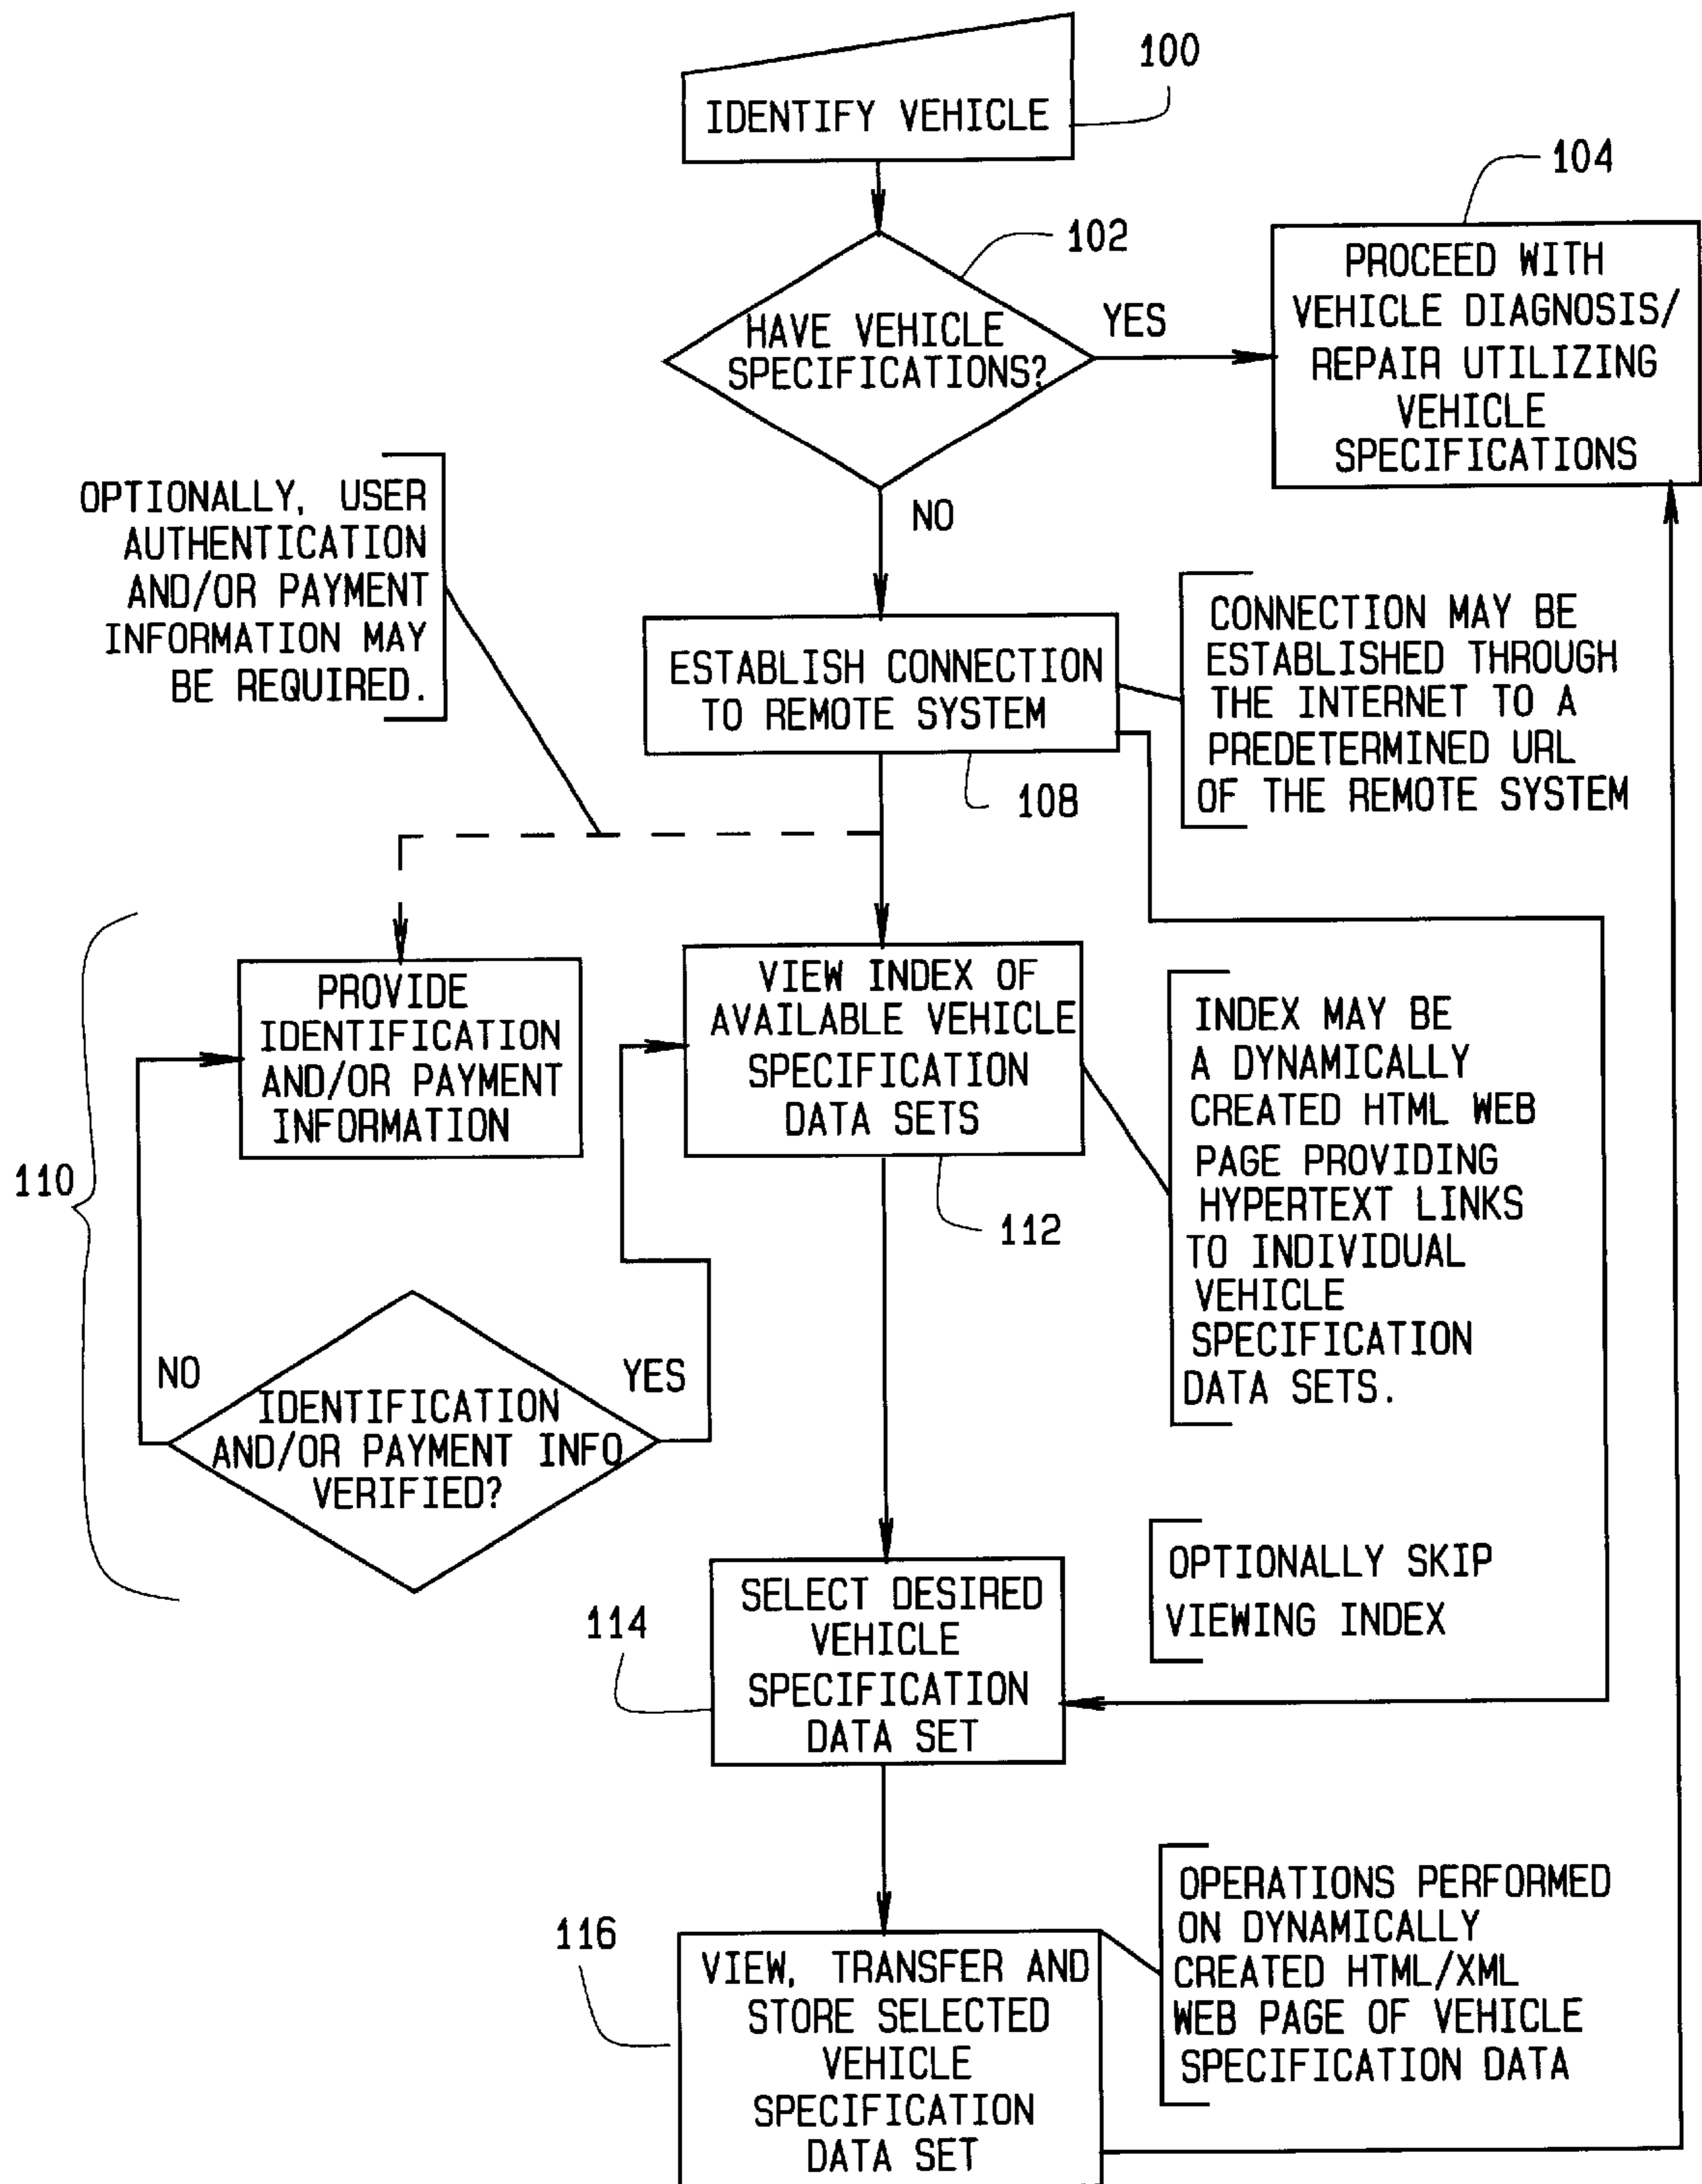 100
IDENTIFY VEHICLE
104
102
PROCEED WITH
VEHICLE DIAGNOSIS/
REPAIR UTILIZING
VEHICLE
SPECIFICATIONS
HAVE VEHICLE
SPECIFICATIONS?
YES
NO
OPTIONALLY, USER
AUTHENTICATION
AND/OR PAYMENT
INFORMATION MAY
BE REQUIRED.
ESTABLISH CONNECTION
TO REMOTE SYSTEM
108
CONNECTION MAY BE
ESTABLISHED THROUGH
THE INTERNET TO A
PREDETERMINED URL
OF THE REMOTE SYSTEM
110
PROVIDE
IDENTIFICATION
AND/OR PAYMENT
INFORMATION
VIEW INDEX OF
AVAILABLE VEHICLE
SPECIFICATION
DATA SETS
112
INDEX MAY BE
A DYNAMICALLY
CREATED HTML WEB
PAGE PROVIDING
HYPERTEXT LINKS
TO INDIVIDUAL
VEHICLE
SPECIFICATION
DATA SETS.
NO
YES
IDENTIFICATION
AND/OR PAYMENT INFO
VERIFIED?
OPTIONALLY SKIP
VIEWING INDEX
114
SELECT DESIRED
VEHICLE
SPECIFICATION
DATA SET
116
VIEW, TRANSFER AND
STORE SELECTED
VEHICLE
SPECIFICATION
DATA SET
OPERATIONS PERFORMED
ON DYNAMICALLY
CREATED HTML/XML
WEB PAGE OF VEHICLE
SPECIFICATION DATA